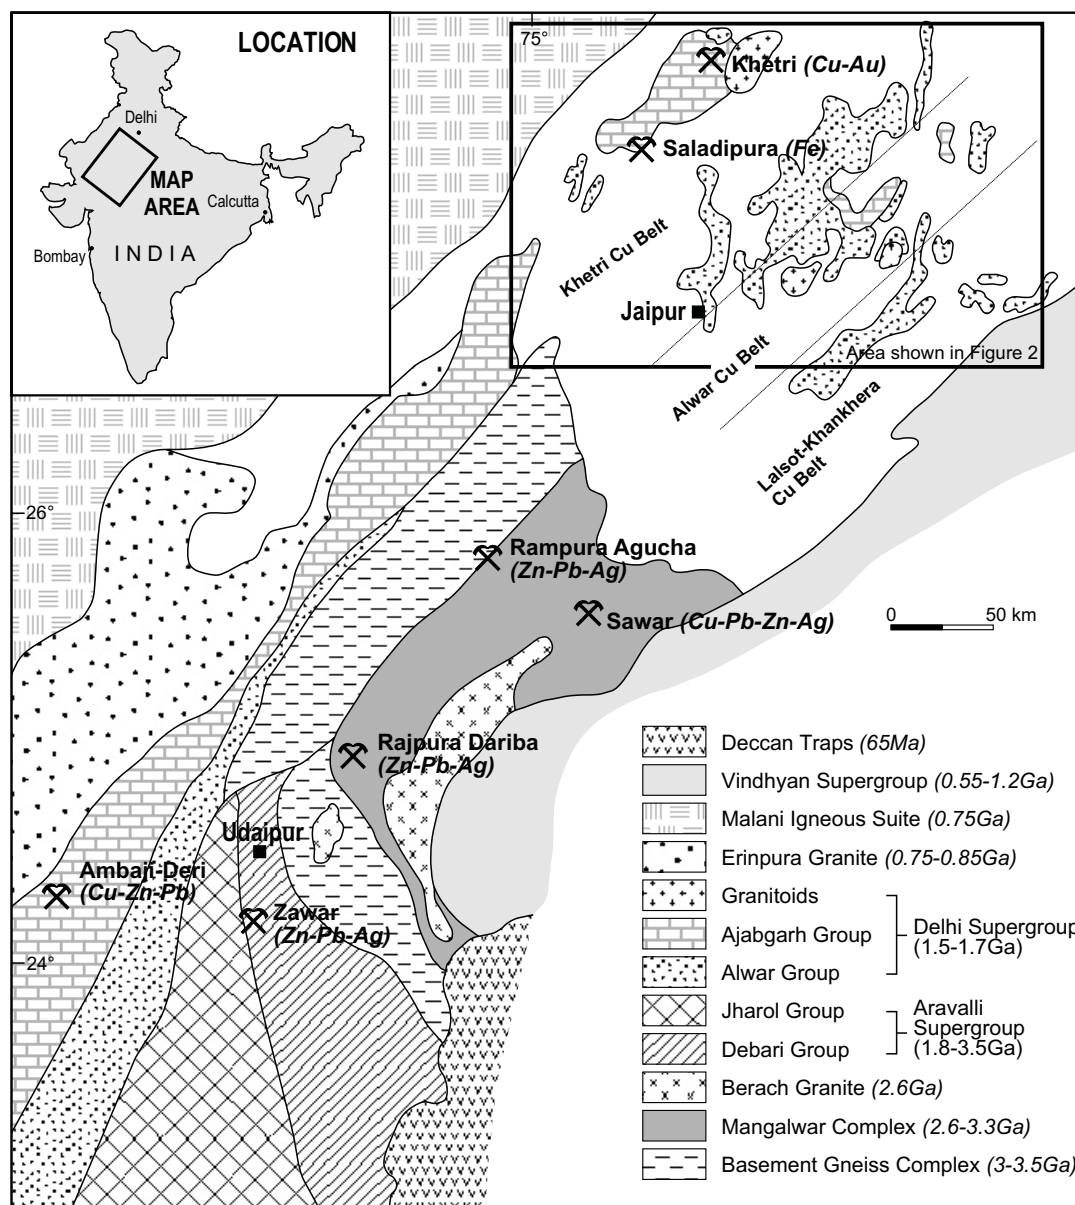 LOCATION
Delhi
MAP
AREA
Calcutta
Bombay
INDIA
75°
Khetri (Cu-Au)
Saladipura (Fe)
Khetri Cu Belt
Jaipur
Area shown in Figure 2
Alwar Cu Belt
Lalsot-Khankhera
Cu Belt
26°
Rampura Agucha
(Zn-Pb-Ag)
Sawar (Cu-Pb-Zn-Ag)
0 50 km
Rajpura Dariba
(Zn-Pb-Ag)
Udaipur
Ambaji-Deri
(Cu-Zn-Pb)
Zawar
(Zn-Pb-Ag)
24°
Deccan Traps (65Ma)
Vindhyan Supergroup (0.55-1.2Ga)
Malani Igneous Suite (0.75Ga)
Erinpura Granite (0.75-0.85Ga)
Granitoids
Ajabgarh Group
Alwar Group
Delhi Supergroup
(1.5-1.7Ga)
Jharol Group
Debari Group
Aravalli
Supergroup
(1.8-3.5Ga)
Berach Granite (2.6Ga)
Mangalwar Complex (2.6-3.3Ga)
Basement Gneiss Complex (3-3.5Ga)